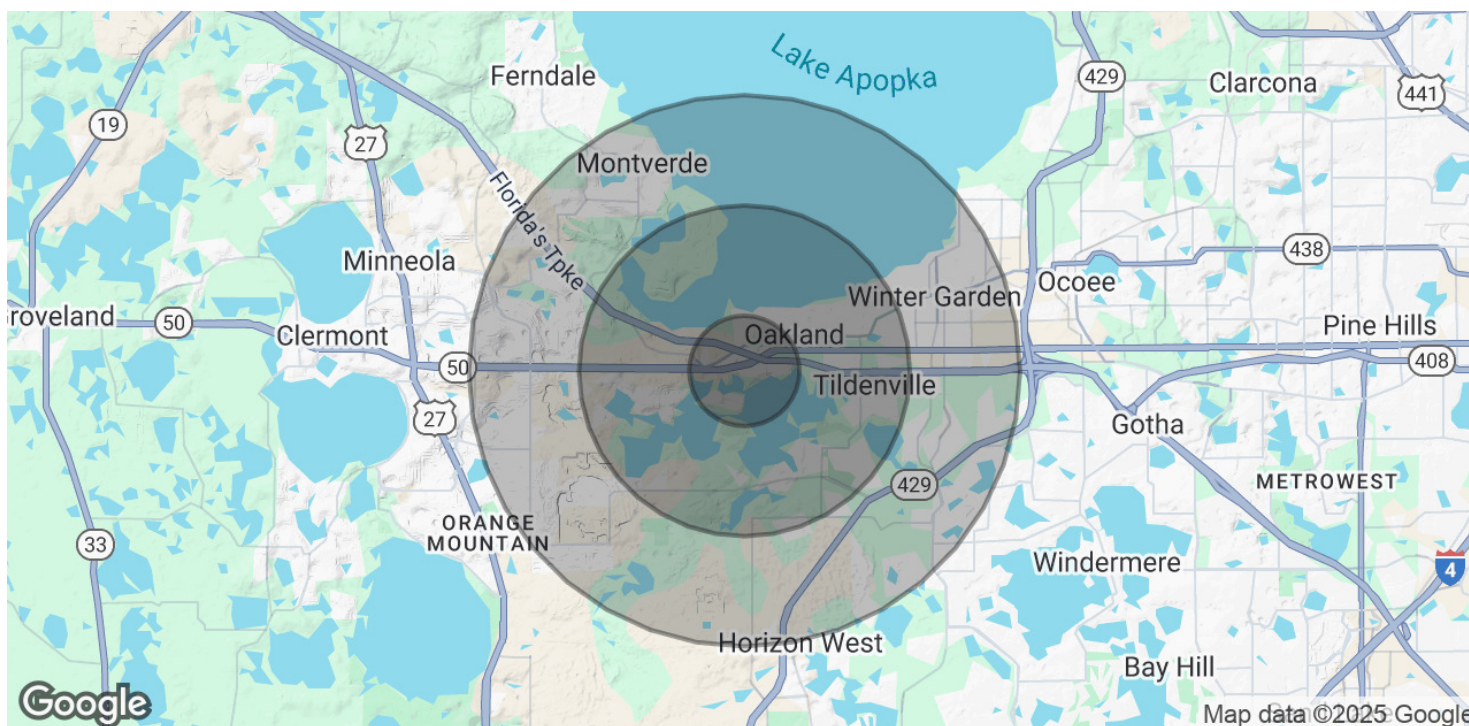 Lake Apopka
429
Ferndale
Clarcona
441
19
27
Montverde
Florida's Tpke
438
Minneola
Ocoee
Winter Garden
Groveland
50
Clermont
Oakland
Pine Hills
50
408
Tildenville
27
Gotha
429
METROWEST
ORANGE
MOUNTAIN
33
Windermere
4
Horizon West
Bay Hill
Google
Map data ©2025 Google